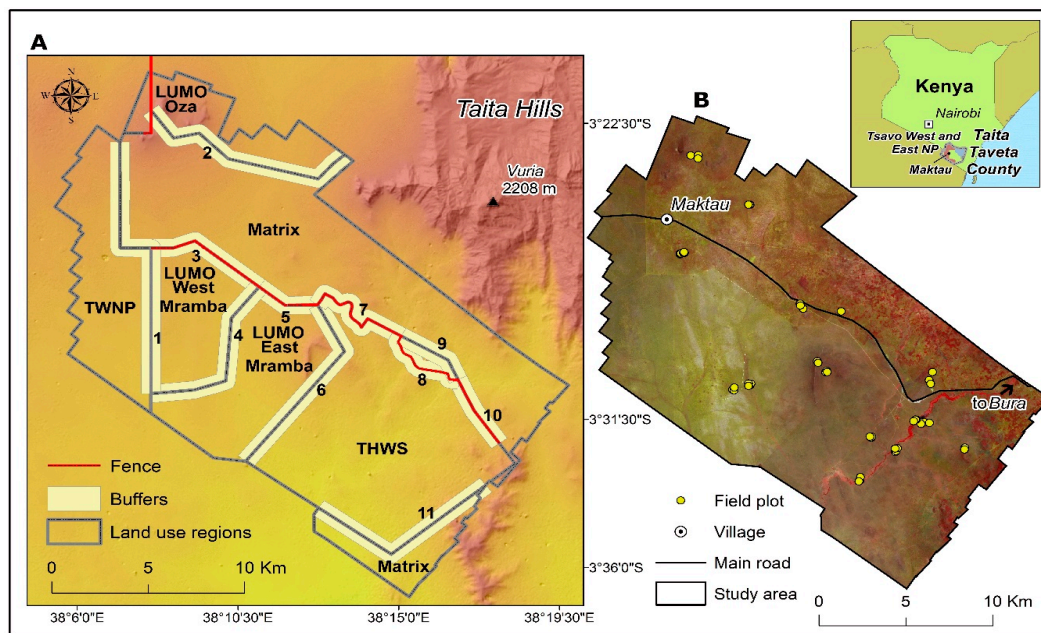 A
N
W
E
S
LUMO
Oza
2
Taita Hills
Vuria
2208 m
Matrix
3
LUMO
West
Mramba
TWNP
1
4
5
LUMO
East
Mramba
7
9
8
6
10
THWS
11
Matrix
Fence
Buffers
Land use regions
0 5 10 Km
38°6'0"E
38°10'30"E
38°15'0"E
38°19'30"E
3°22'30"S
3°31'30"S
3°36'0"S
B
Maktau
to Bura
Field plot
Village
Main road
Study area
0 5 10 Km
Kenya
Nairobi
Tsavo West and
East NP
Maktau
Taita
Taveta
County